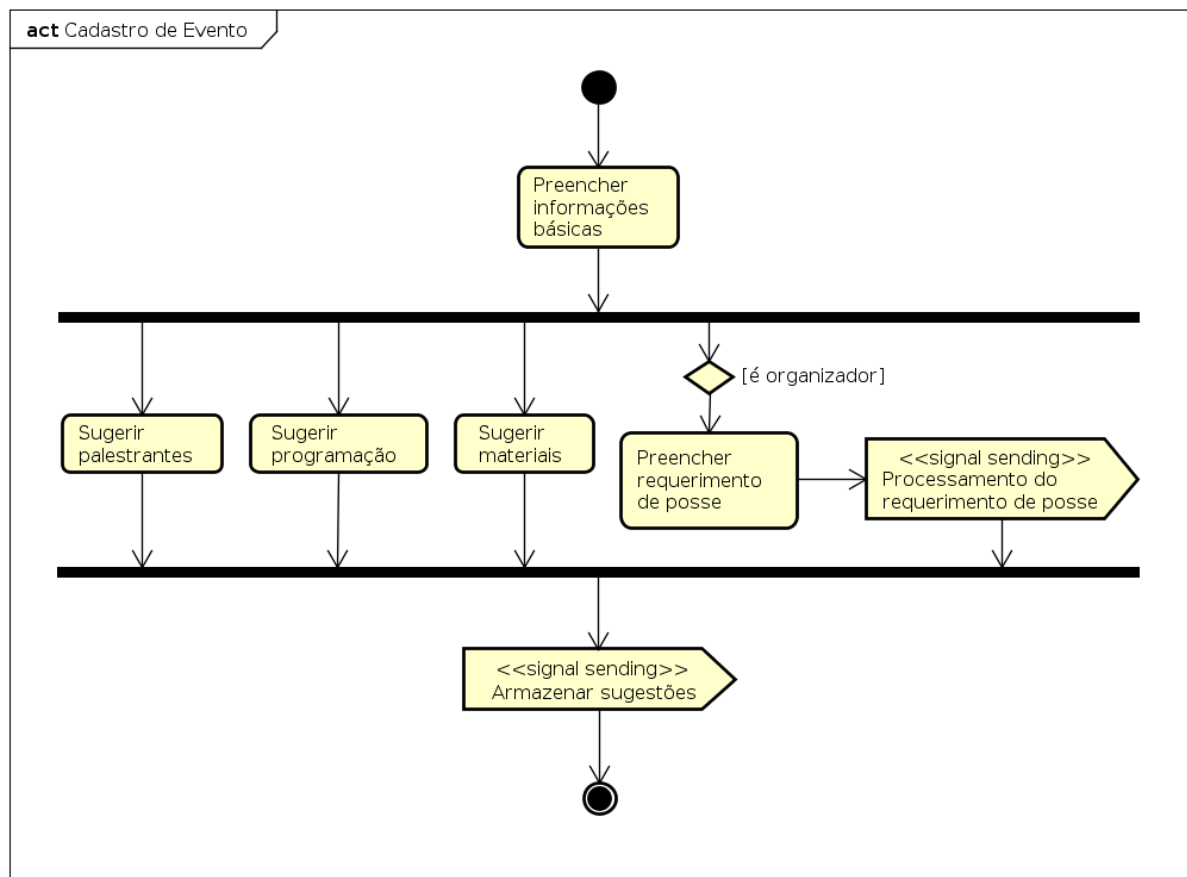 act Cadastro de Evento
Preencher
informações
básicas
[é organizador]
Sugerir
palestrantes
Sugerir
programação
Sugerir
materiais
Preencher
requerimento
de posse
<<signal sending>>
Processamento do
requerimento de posse
<<signal sending>>
Armazenar sugestões